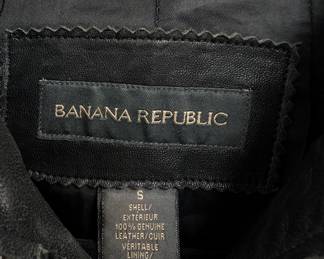 BANANA REPUBLIC
S
SHELL/
EXTÉRIEUR
100% GENUINE
LEATHER/CUIR
VÉRITABLE
LINING/